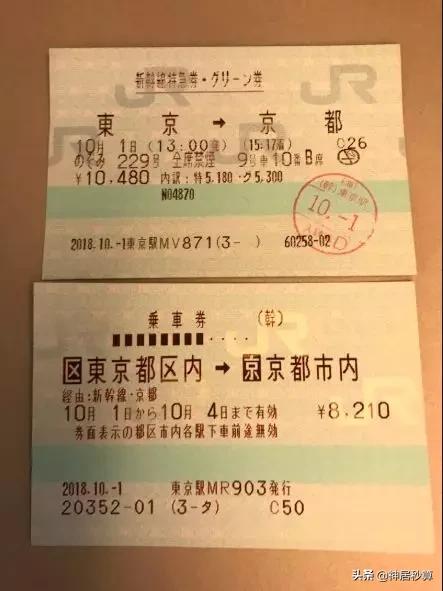 新幹線特急券・グリーン券
東京 → 京都
10月 1日 (13:00発) (15:17着) C26
のぞみ 229号 全席禁煙 9号車10番B席
¥10,480 内訳:特5,180・グ5,300
N04870
(幹)東京駅
10.-1
D
2018.10.-1東京駅MV871(3- ) 60258-02
乗車券 (幹)
区東京都区内 → 京京都市内
経由:新幹線・京都
10月 1日から10月 4日まで有効 ¥8,210
券面表示の都区市内各駅下車前途無効
2018.10.-1 東京駅MR903発行
20352-01 (3-タ) C50
JR
头条 @神居秒算